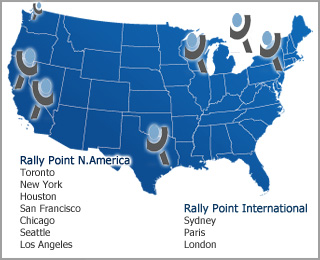 Rally Point N.America
Toronto
New York
Houston
San Francisco
Chicago
Seattle
Los Angeles
Rally Point International
Sydney
Paris
London